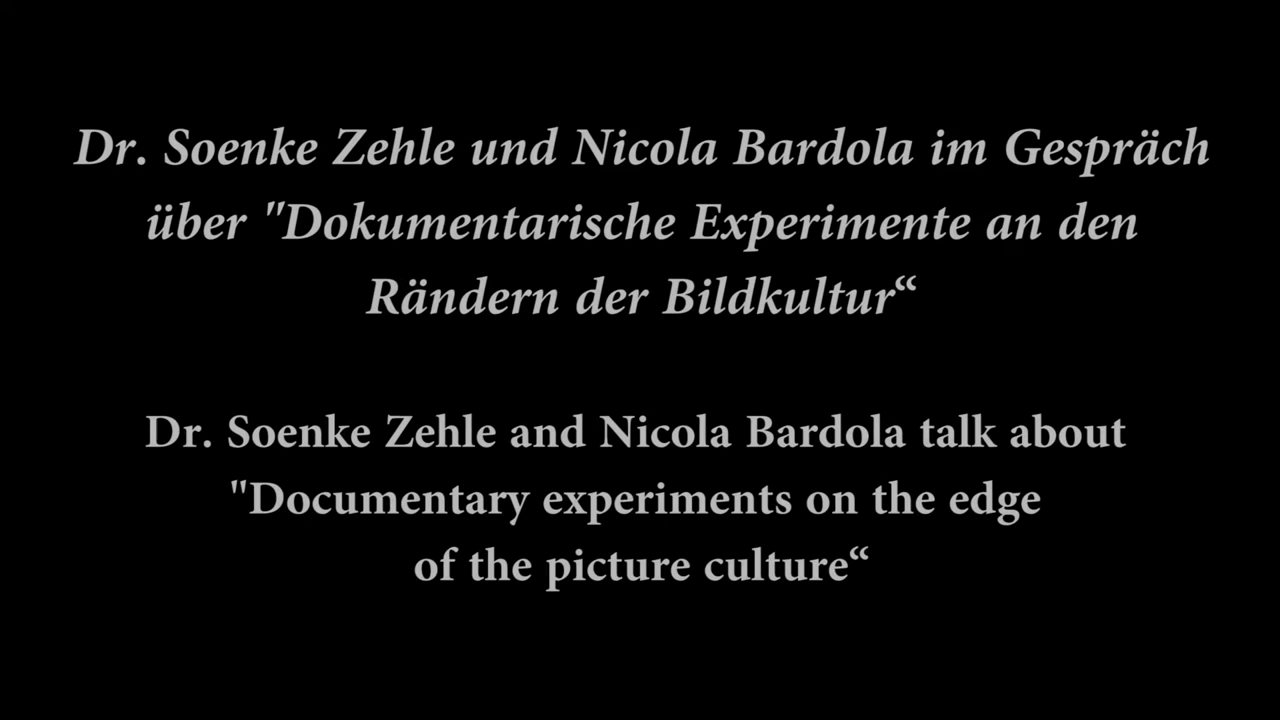 Dr. Soenke Zehle und Nicola Bardola im Gespräch
über "Dokumentarische Experimente an den
Rändern der Bildkultur“
Dr. Soenke Zehle and Nicola Bardola talk about
"Documentary experiments on the edge
of the picture culture“